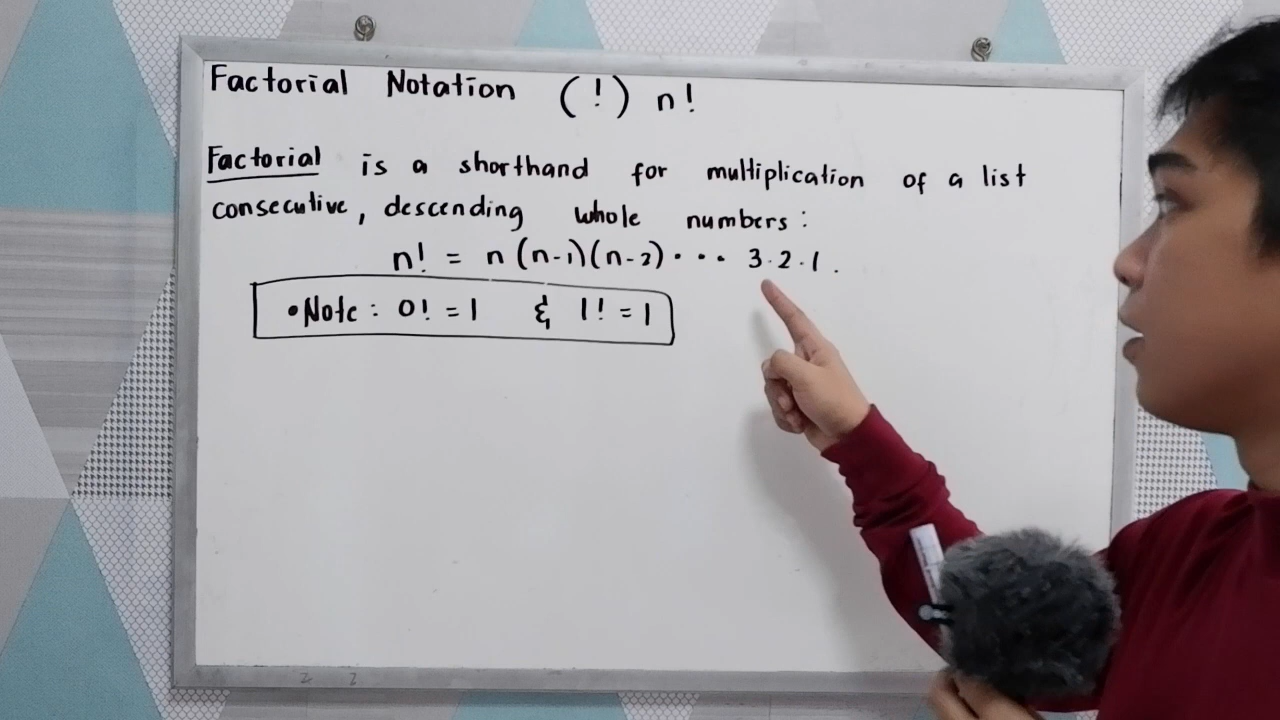 Factorial Notation (!) n!
Factorial is a shorthand for multiplication of a list
consecutive, descending whole numbers:
n! = n(n-1)(n-2)··· 3·2·1.
•Note: 0! = 1 & 1! = 1